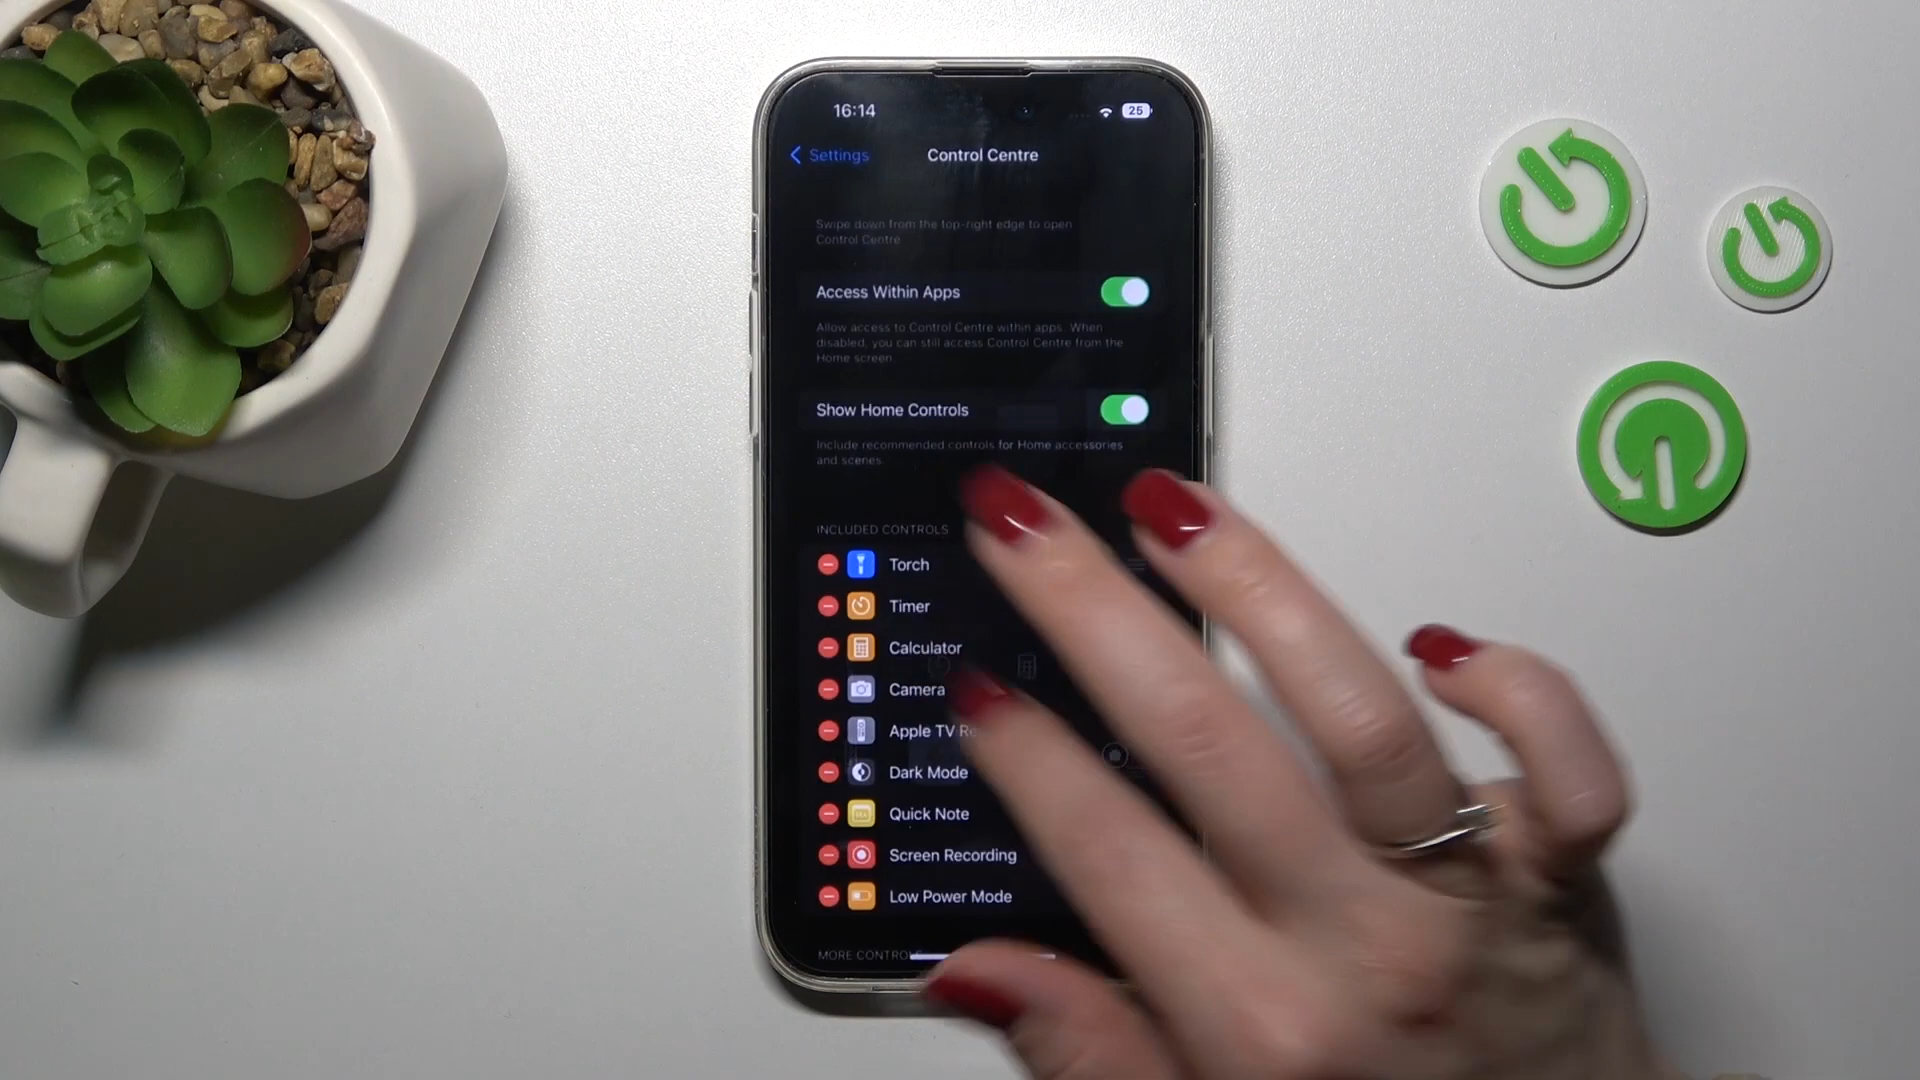 16:14
25
Settings
Control Centre
Swipe down from the top-right edge to open
Control Centre
Access Within Apps
Allow access to Control Centre within apps. When
disabled, you can still access Control Centre from the
Home screen.
Show Home Controls
Include recommended controls for Home accessories
and scenes.
INCLUDED CONTROLS
Torch
Timer
Calculator
Camera
Apple TV Re
Dark Mode
Quick Note
Screen Recording
Low Power Mode
MORE CONTROLS